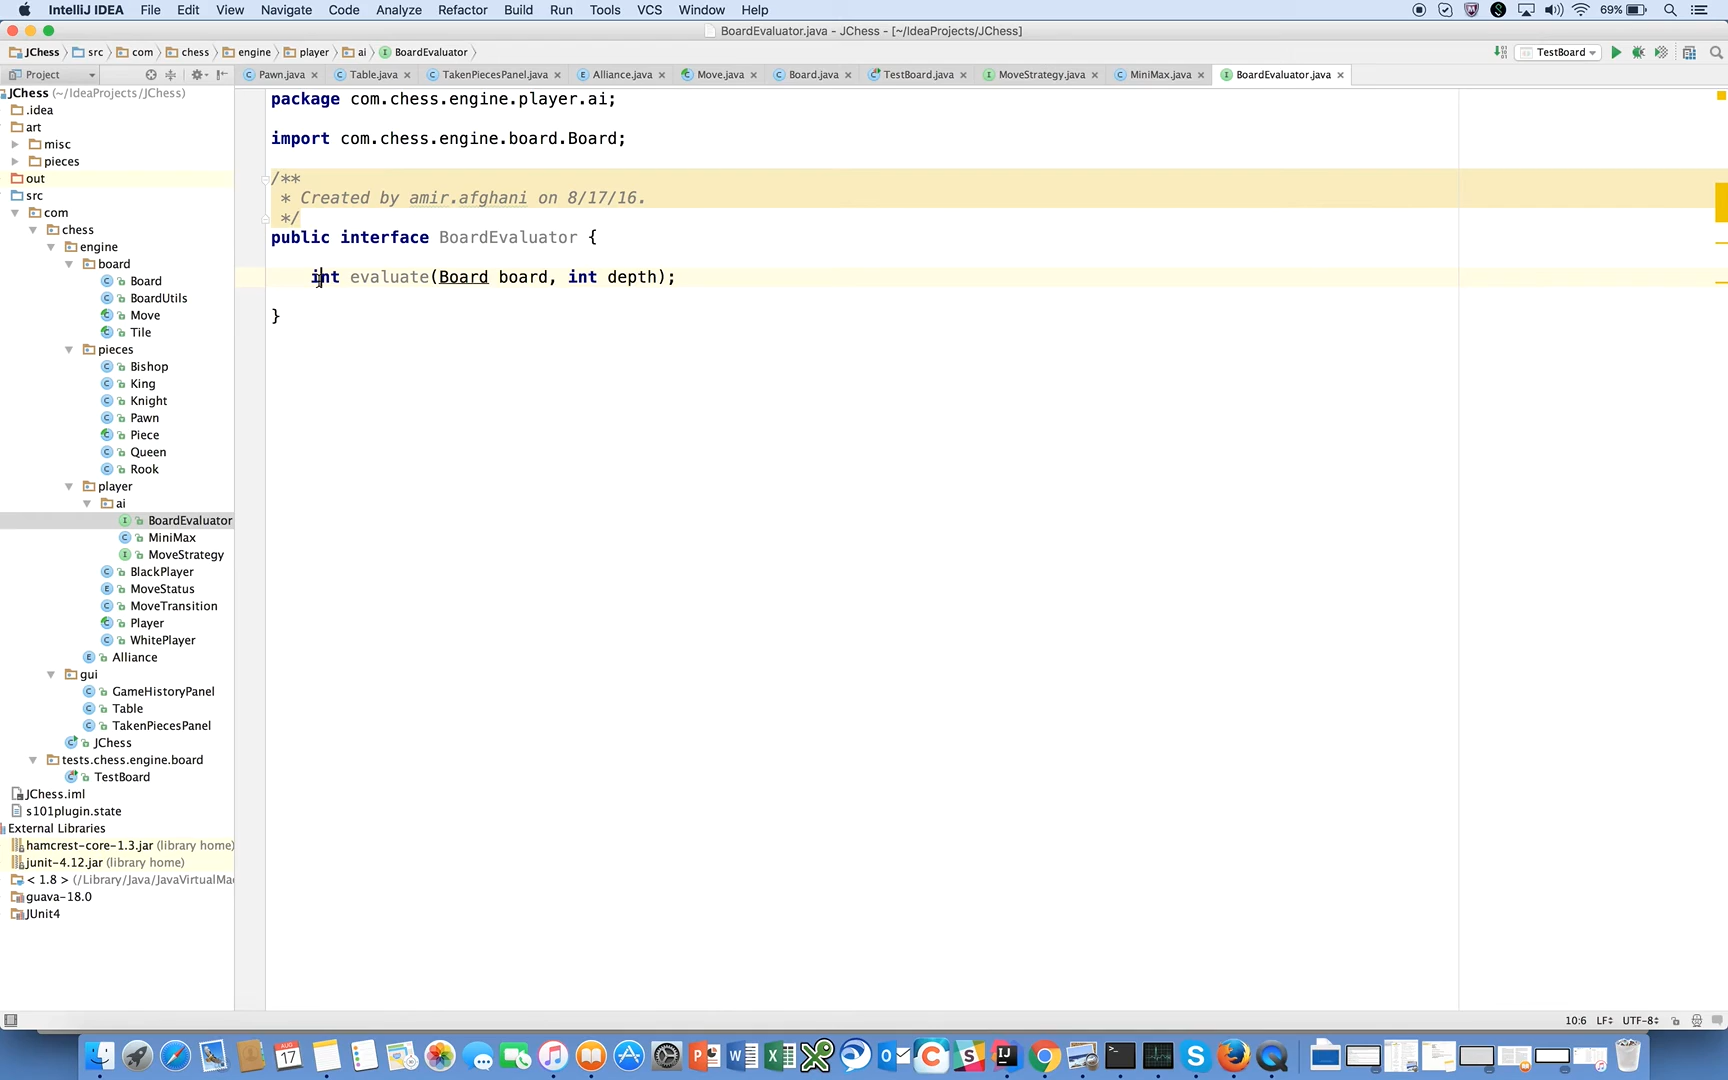 IntelliJ IDEA File Edit View Navigate Code Analyze Refactor Build Run Tools VCS Window Help 69%
BoardEvaluator.java - JChess - [~/IdeaProjects/JChess]
JChess src com chess engine player ai BoardEvaluator TestBoard
Project Pawn.java Table.java TakenPiecesPanel.java Alliance.java Move.java Board.java TestBoard.java MoveStrategy.java MiniMax.java BoardEvaluator.java
JChess (~/IdeaProjects/JChess)
.idea
art
misc
pieces
out
src
com
chess
engine
board
Board
BoardUtils
Move
Tile
pieces
Bishop
King
Knight
Pawn
Piece
Queen
Rook
player
ai
BoardEvaluator
MiniMax
MoveStrategy
BlackPlayer
MoveStatus
MoveTransition
Player
WhitePlayer
Alliance
gui
GameHistoryPanel
Table
TakenPiecesPanel
JChess
tests.chess.engine.board
TestBoard
JChess.iml
s101plugin.state
External Libraries
hamcrest-core-1.3.jar (library home)
junit-4.12.jar (library home)
< 1.8 > (/Library/Java/JavaVirtualMa
guava-18.0
JUnit4
package com.chess.engine.player.ai;
import com.chess.engine.board.Board;
/**
* Created by amir.afghani on 8/17/16.
*/
public interface BoardEvaluator {
int evaluate(Board board, int depth);
}
10:6 LF UTF-8
AUG
17